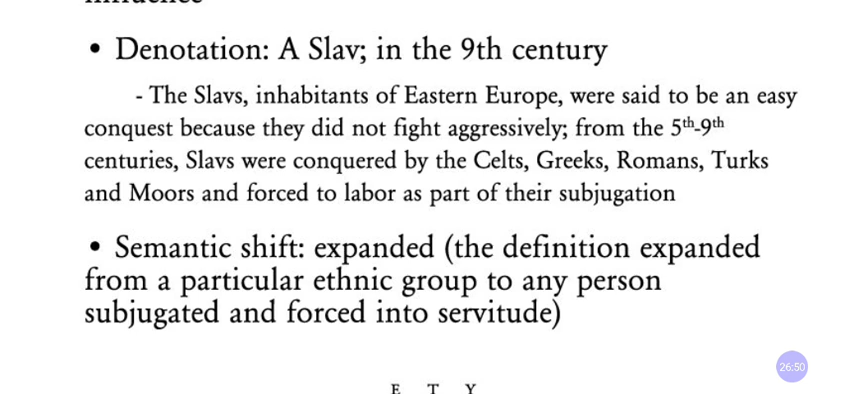 • Denotation: A Slav; in the 9th century
- The Slavs, inhabitants of Eastern Europe, were said to be an easy
conquest because they did not fight aggressively; from the 5th-9th
centuries, Slavs were conquered by the Celts, Greeks, Romans, Turks
and Moors and forced to labor as part of their subjugation
• Semantic shift: expanded (the definition expanded
from a particular ethnic group to any person
subjugated and forced into servitude)
26:50
E T Y